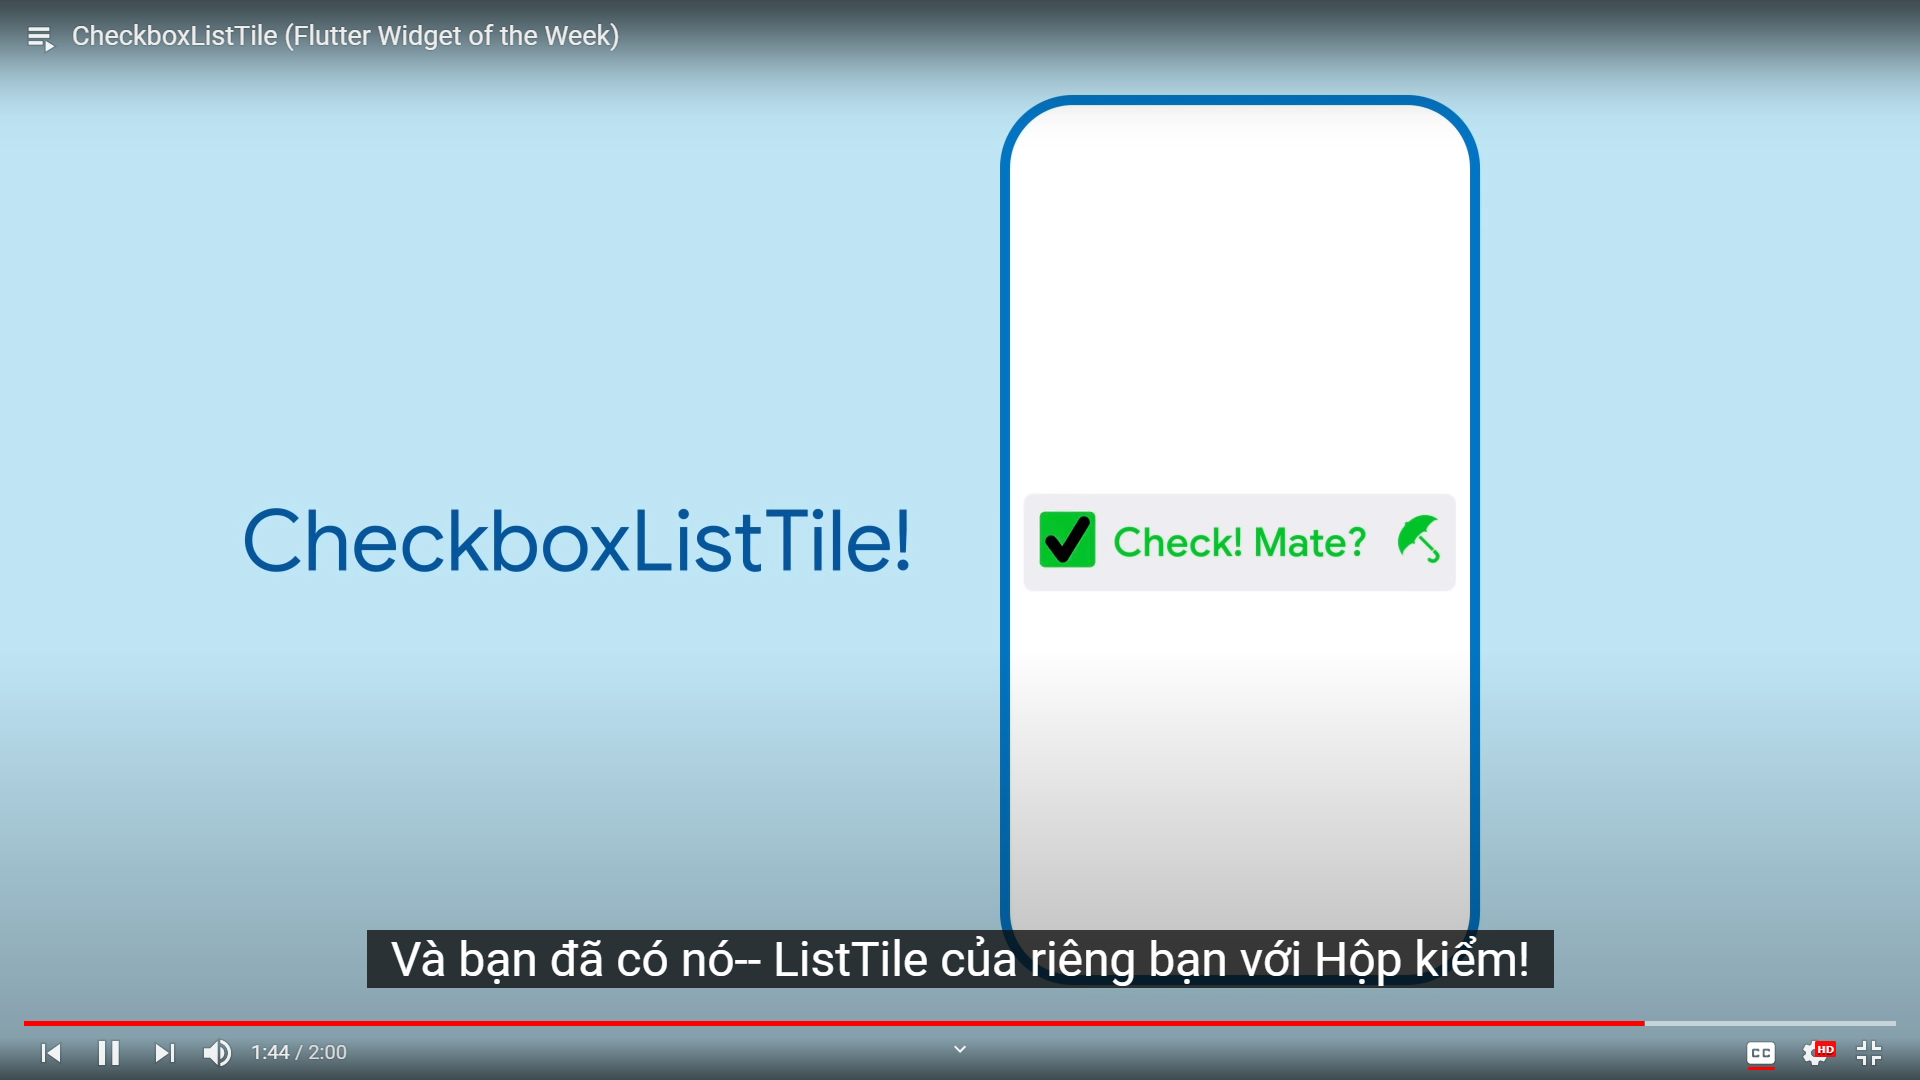 CheckboxListTile (Flutter Widget of the Week)
CheckboxListTile!
Check! Mate?
Và bạn đã có nó-- ListTile của riêng bạn với Hộp kiểm!
1:44 / 2:00
CC
HD